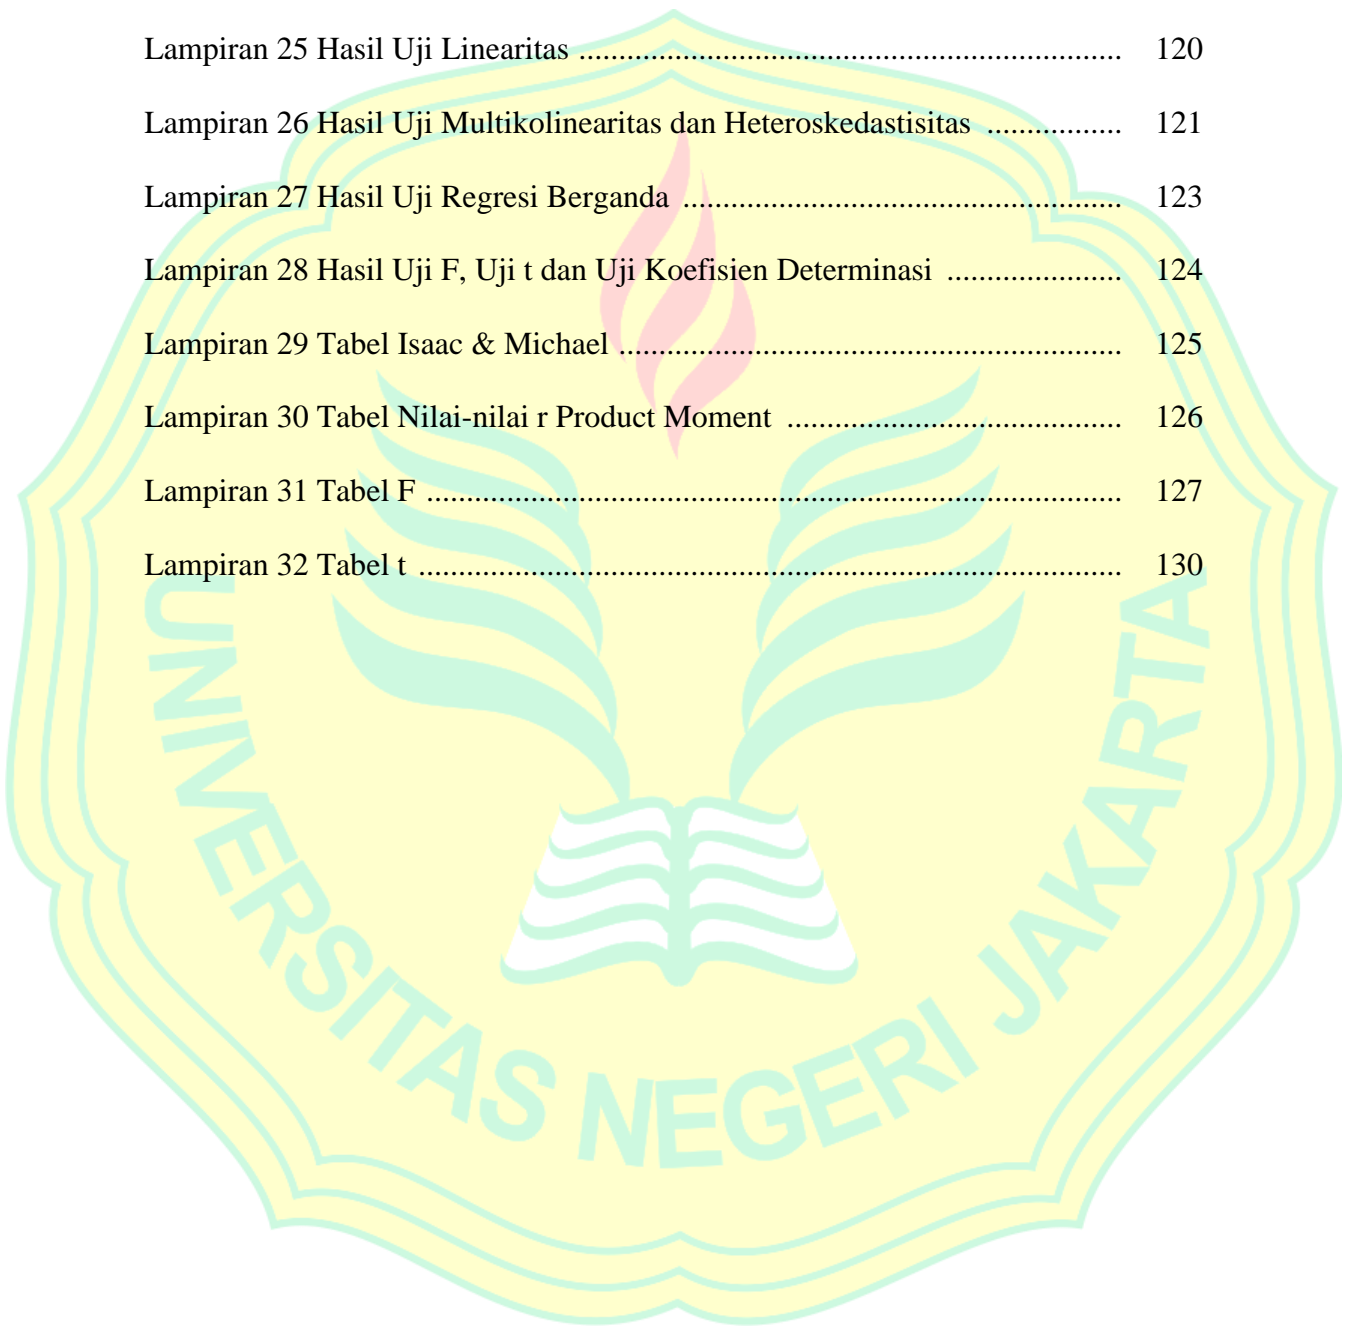 Lampiran 25 Hasil Uji Linearitas .................................................................... 120
Lampiran 26 Hasil Uji Multikolinearitas dan Heteroskedastisitas ................. 121
Lampiran 27 Hasil Uji Regresi Berganda ....................................................... 123
Lampiran 28 Hasil Uji F, Uji t dan Uji Koefisien Determinasi ...................... 124
Lampiran 29 Tabel Isaac & Michael ............................................................... 125
Lampiran 30 Tabel Nilai-nilai r Product Moment .......................................... 126
Lampiran 31 Tabel F ....................................................................................... 127
Lampiran 32 Tabel t ........................................................................................ 130
UNIVERSITAS NEGERI JAKARTA